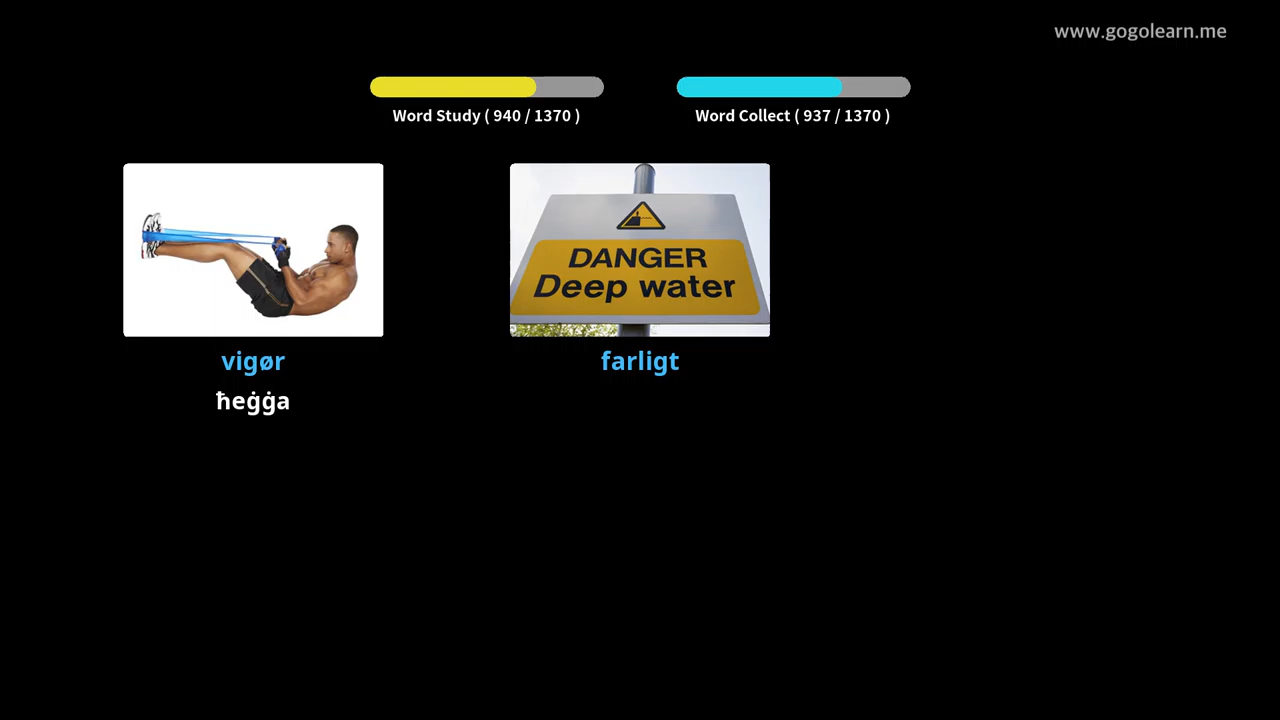 www.gogolearn.me
Word Study ( 940 / 1370 )
Word Collect ( 937 / 1370 )
DANGER
Deep water
vigør
farligt
ħeġġa